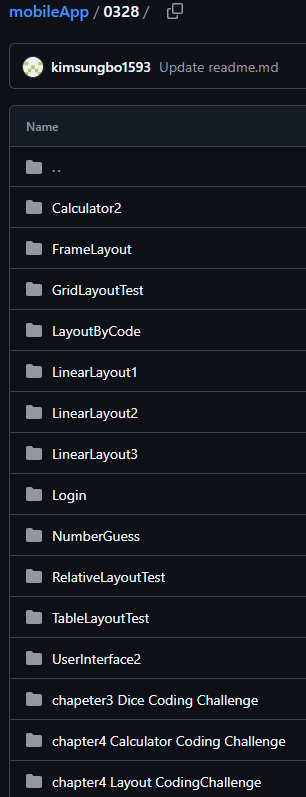 mobileApp / 0328 /
kimsungbo1593 Update readme.md
Name
..
Calculator2
FrameLayout
GridLayoutTest
LayoutByCode
LinearLayout1
LinearLayout2
LinearLayout3
Login
NumberGuess
RelativeLayoutTest
TableLayoutTest
UserInterface2
chapeter3 Dice Coding Challenge
chapter4 Calculator Coding Challenge
chapter4 Layout CodingChallenge